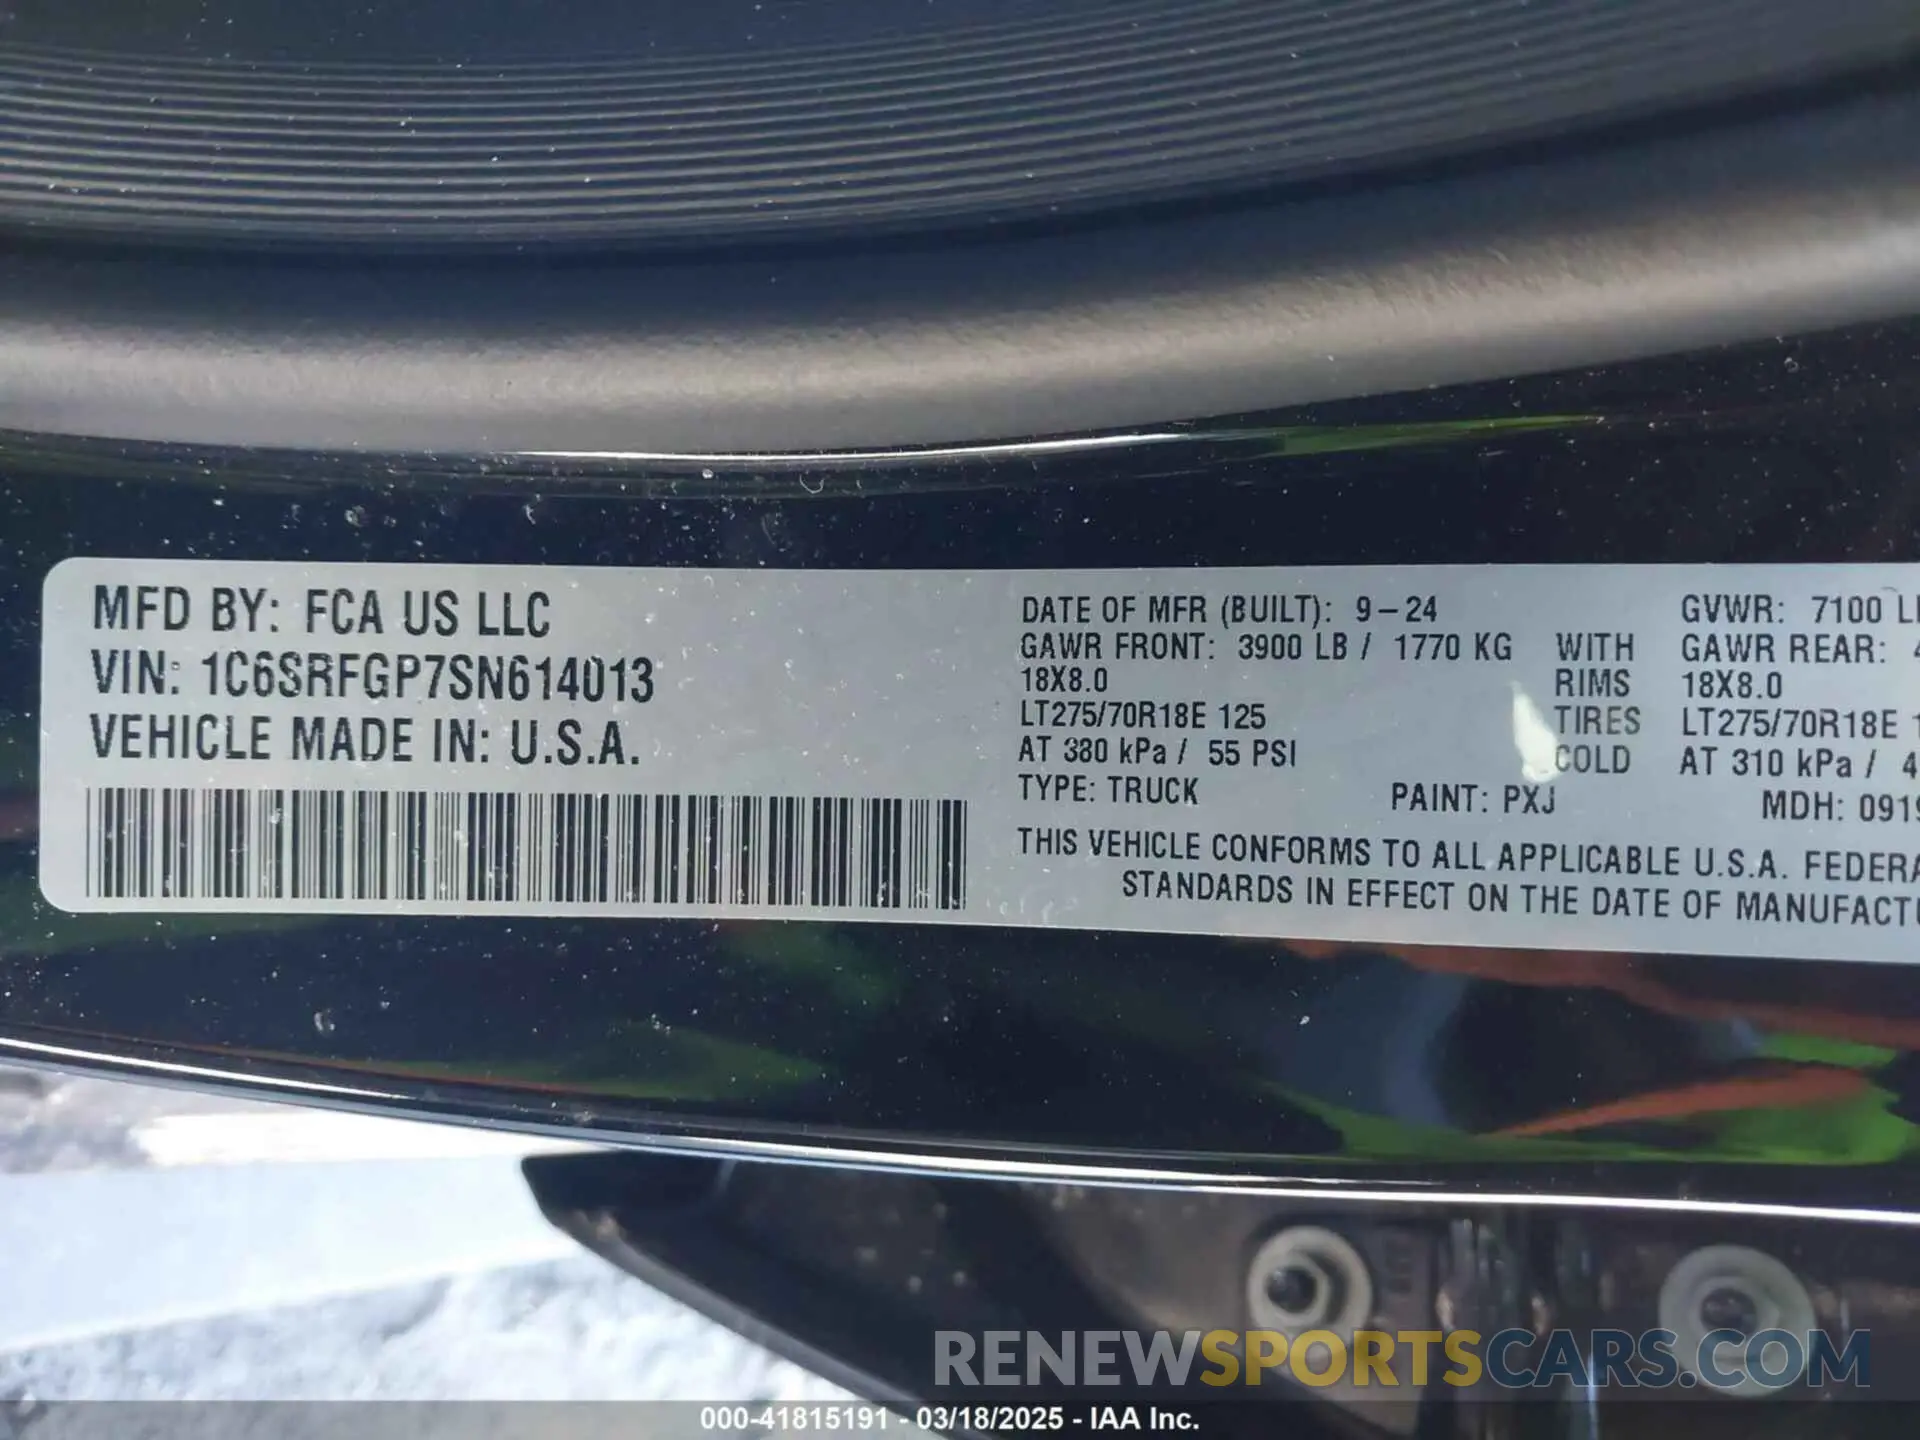 MFD BY: FCA US LLC
VIN: 1C6SRFGP7SN614013
VEHICLE MADE IN: U.S.A.
DATE OF MFR (BUILT): 9-24 GVWR: 7100
GAWR FRONT: 3900 LB / 1770 KG WITH GAWR REAR:
18X8.0 RIMS 18X8.0
LT275/70R18E 125 TIRES LT275/70R18E
AT 380 kPa / 55 PSI COLD AT 310 kPa /
TYPE: TRUCK PAINT: PXJ MDH:
THIS VEHICLE CONFORMS TO ALL APPLICABLE U.S.A.
STANDARDS IN EFFECT ON THE DATE OF
RENEWSPORTSCARS.COM
000-41815191 - 03/18/2025 - IAA Inc.